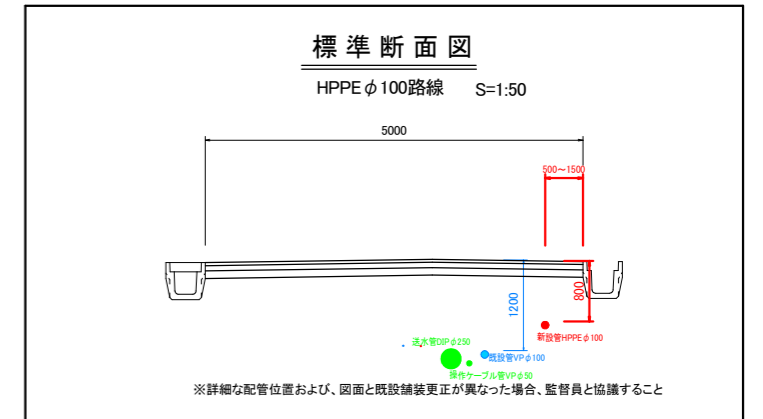 標準断面図
HPPEφ100路線 S=1:50
5000
500~1500
1200
800
新設管HPPEφ100
送水管DIPφ250
既設管VPφ100
操作ケーブル管VPφ50
※詳細な配管位置および、図面と既設舗装更正が異なった場合、監督員と協議すること